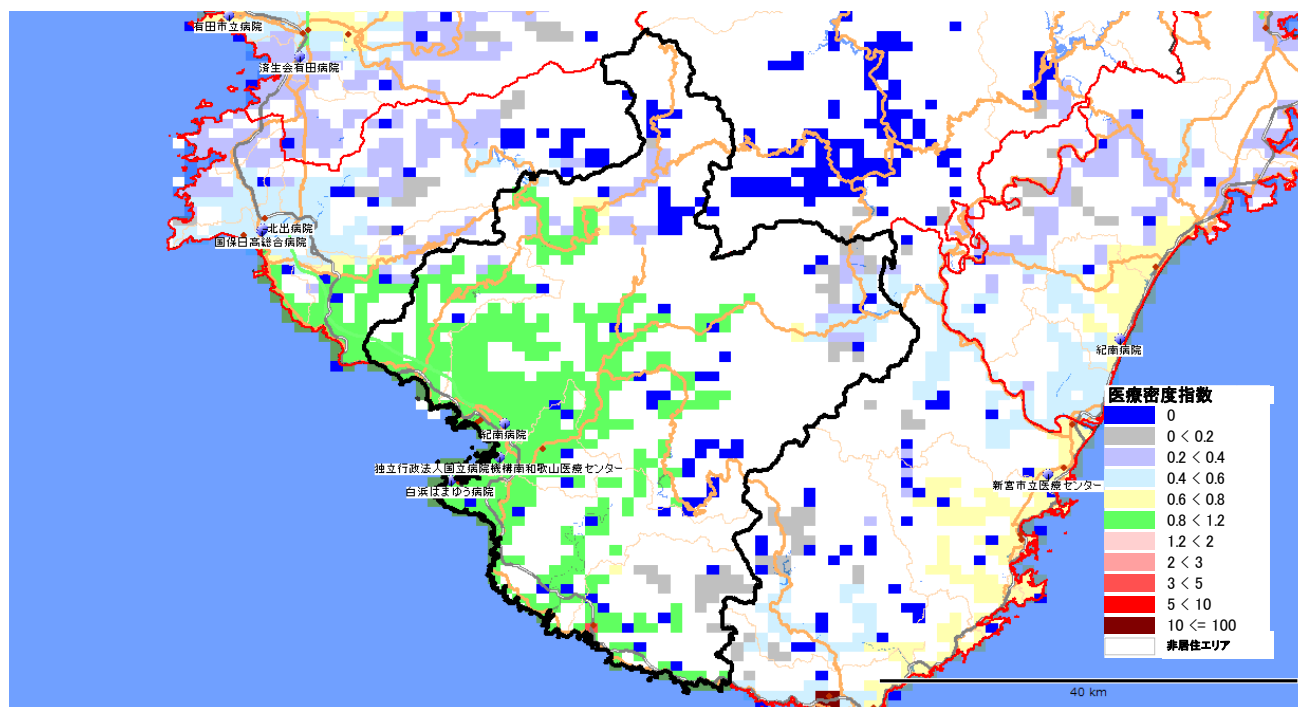 有田市立病院
済生会有田病院
北出病院
国保日高総合病院
紀南病院
紀南病院
独立行政法人国立病院機構南和歌山医療センター
白浜はまゆう病院
新宮市立医療センター
医療密度指数
0
0 < 0.2
0.2 < 0.4
0.4 < 0.6
0.6 < 0.8
0.8 < 1.2
1.2 < 2
2 < 3
3 < 5
5 < 10
10 <= 100
非居住エリア
40 km